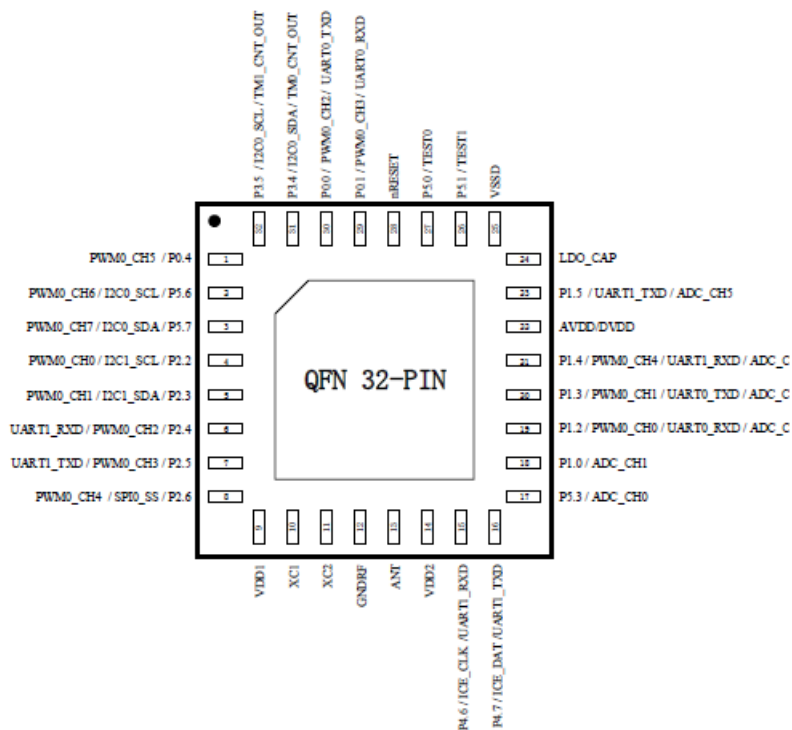 P3.5 / I2C0_SCL / TM1_CNT_OUT
P3.4 / I2C0_SDA / TM0_CNT_OUT
P0.0 / PWM0_CH2 / UART0_TXD
P0.1 / PWM0_CH3 / UART0_RXD
nRESET
P5.0 / TEST0
P5.1 / TEST1
VSSD
32
31
30
29
28
27
26
25
PWM0_CH5 / P0.4
1
24
LDO_CAP
PWM0_CH6 / I2C0_SCL / P5.6
2
23
P1.5 / UART1_TXD / ADC_CH5
PWM0_CH7 / I2C0_SDA / P5.7
3
22
AVDD/DVDD
PWM0_CH0 / I2C1_SCL / P2.2
4
21
P1.4 / PWM0_CH4 / UART1_RXD / ADC_C
PWM0_CH1 / I2C1_SDA / P2.3
5
20
P1.3 / PWM0_CH1 / UART0_TXD / ADC_C
UART1_RXD / PWM0_CH2 / P2.4
6
19
P1.2 / PWM0_CH0 / UART0_RXD / ADC_C
UART1_TXD / PWM0_CH3 / P2.5
7
18
P1.0 / ADC_CH1
PWM0_CH4 / SPI0_SS / P2.6
8
17
P5.3 / ADC_CH0
QFN 32-PIN
9
10
11
12
13
14
15
16
VDD1
XC1
XC2
GNDRF
ANT
VDD2
P4.6 / ICE_CLK /UART1_RXD
P4.7 / ICE_DAT /UART1_TXD